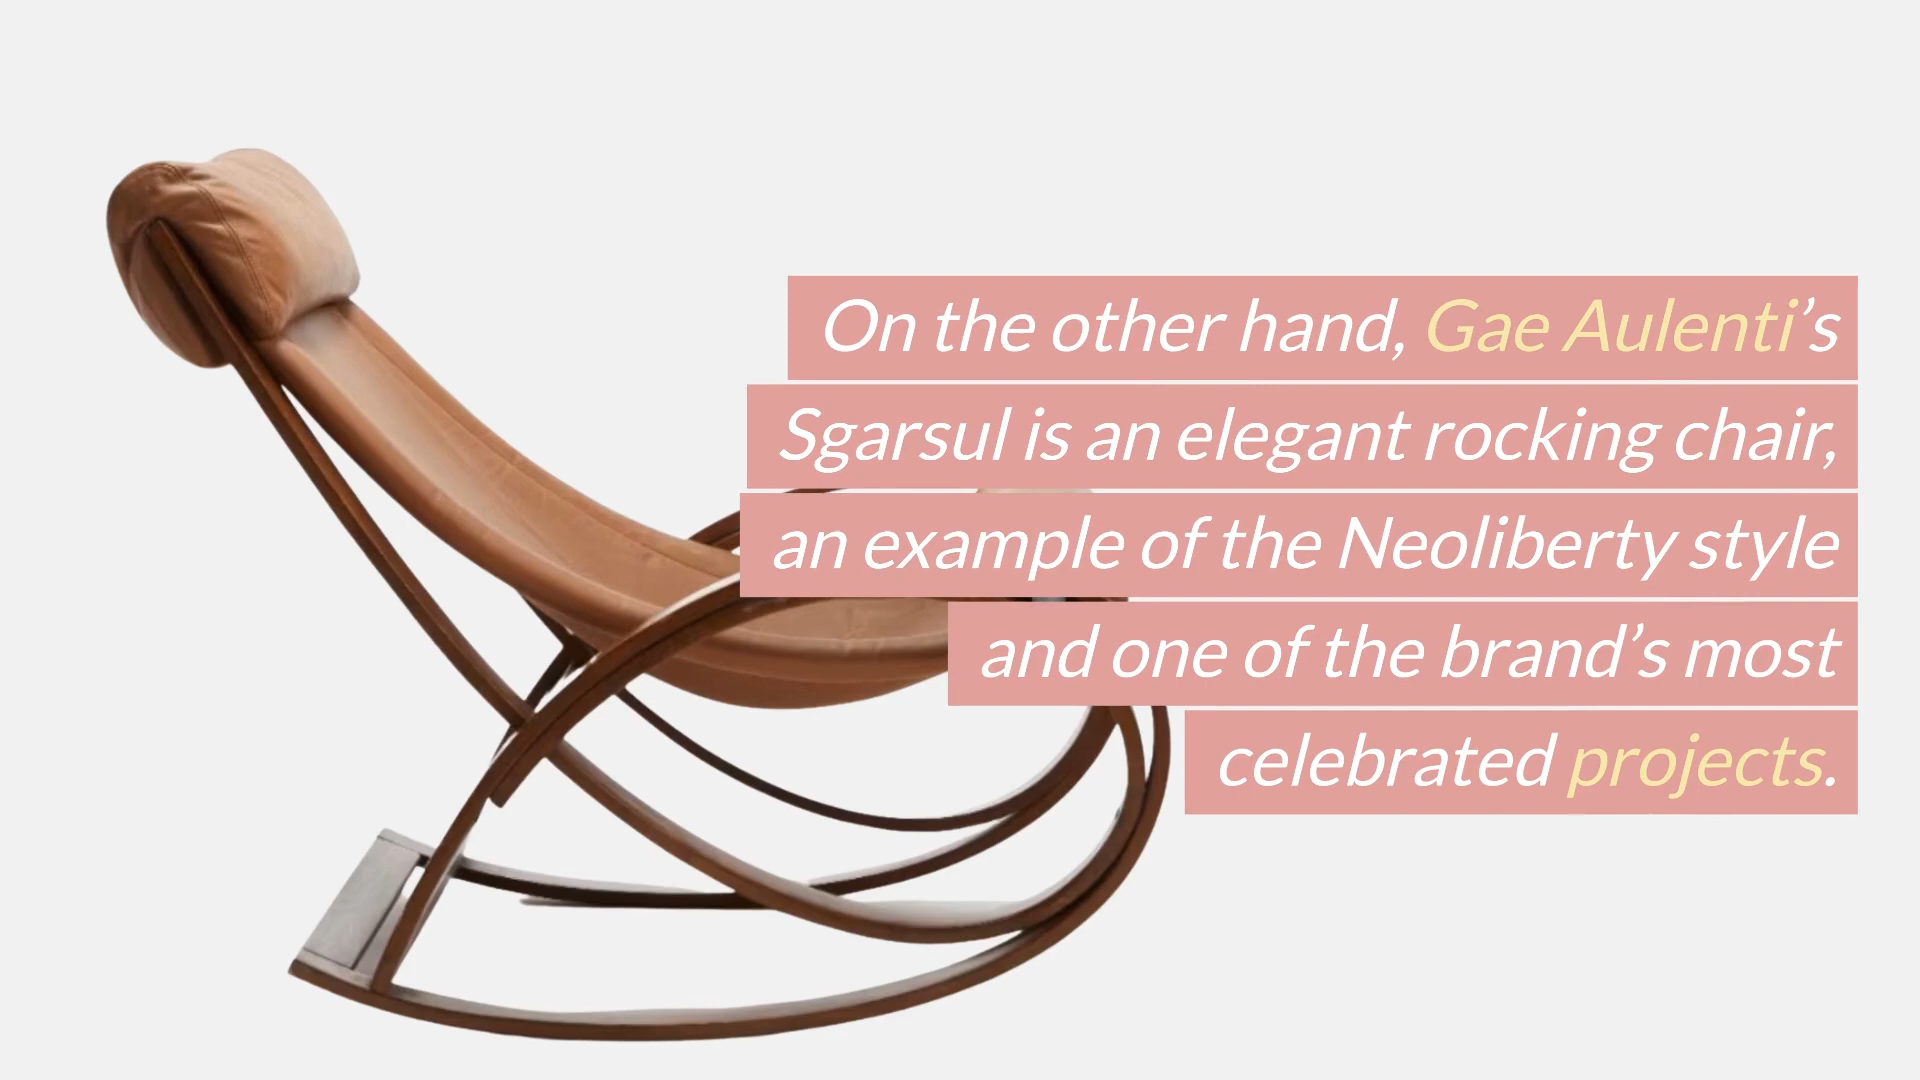 On the other hand, Gae Aulenti’s
Sgarsul is an elegant rocking chair,
an example of the Neoliberty style
and one of the brand’s most
celebrated projects.